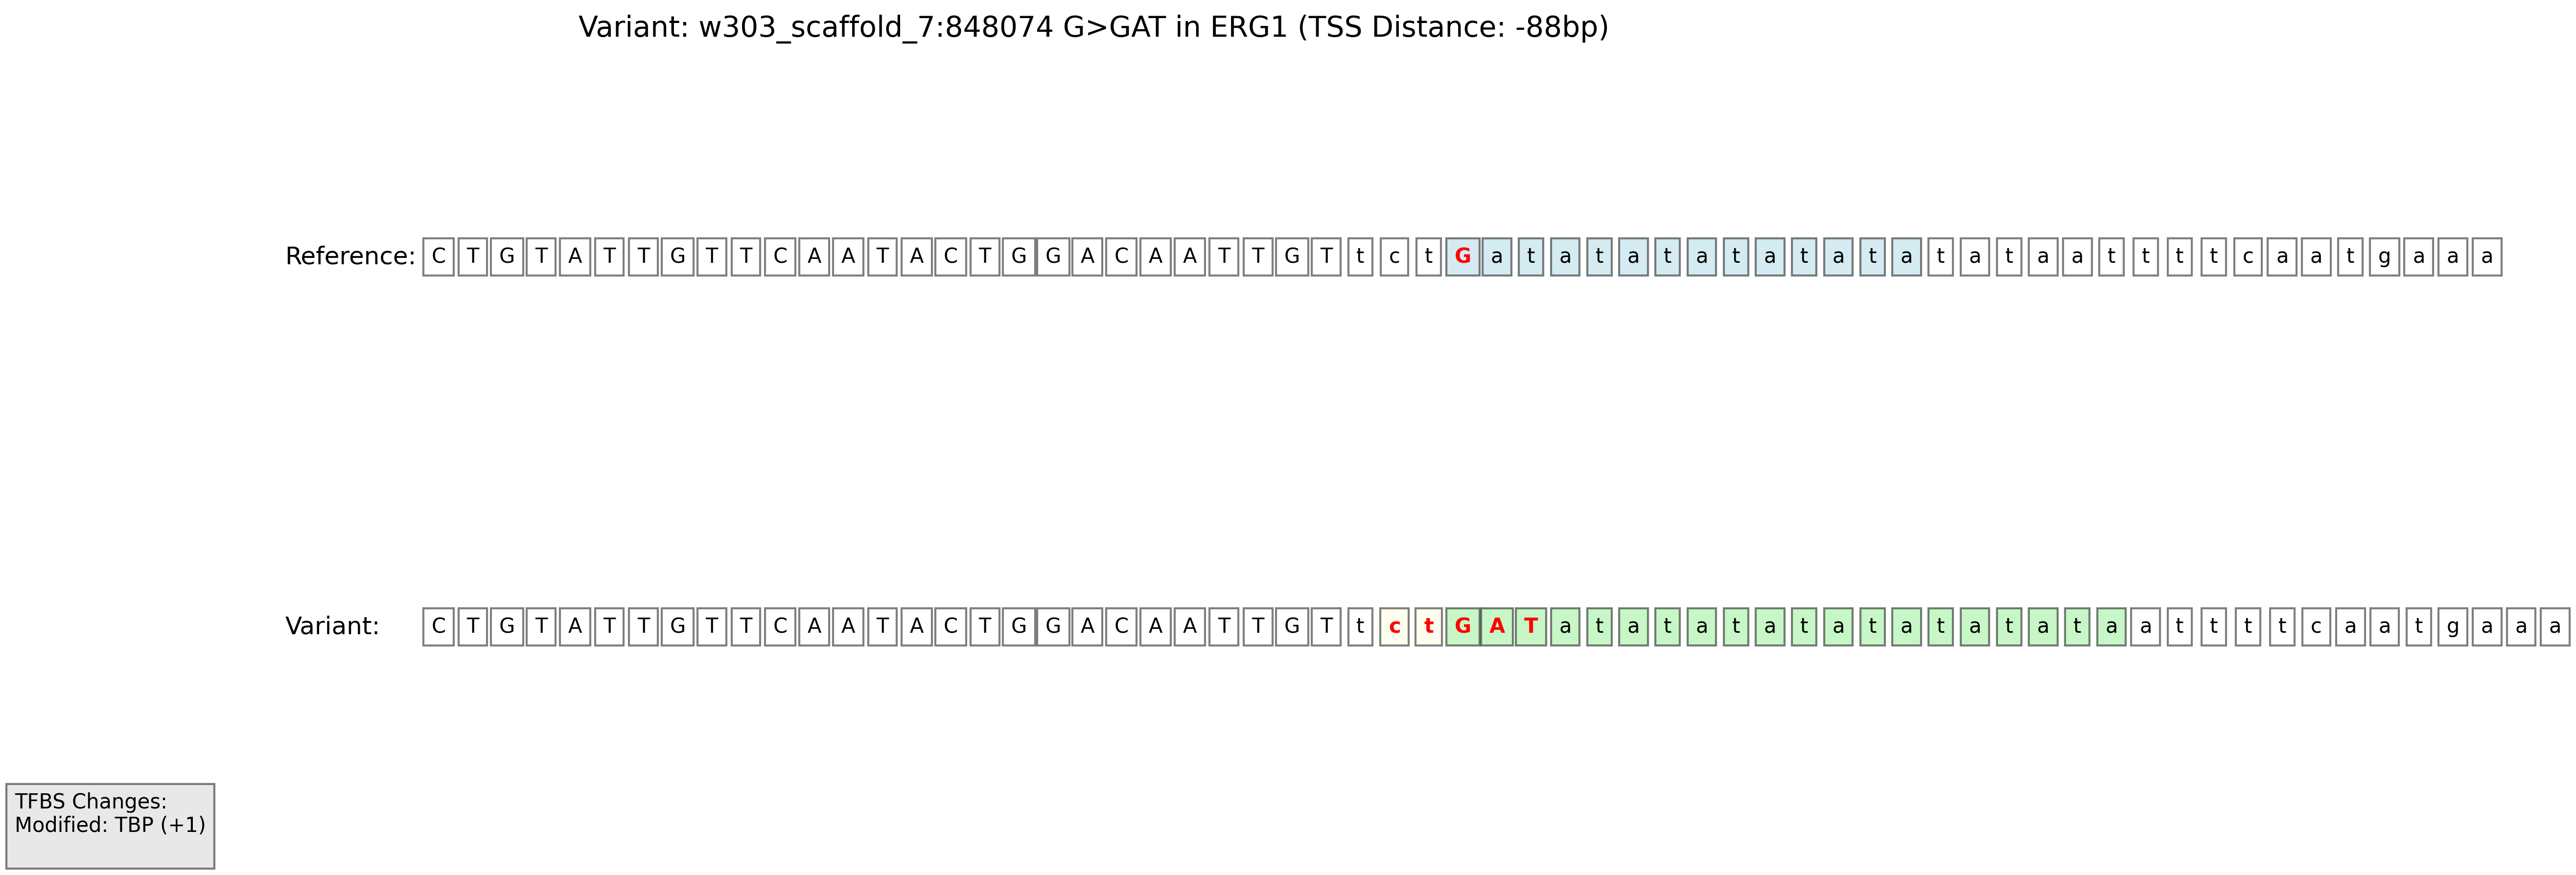 Variant: w303_scaffold_7:848074 G>GAT in ERG1 (TSS Distance: -88bp)
Reference: C T G T A T T G T T C A A T A C T G G A C A A T T G T t c t G a t a t a t a t a t a t a t a t a a t t t t c a a t g a a a
Variant: C T G T A T T G T T C A A T A C T G G A C A A T T G T t c t G A T a t a t a t a t a t a t a t a t a a t t t t c a a t g a a a
TFBS Changes:
Modified: TBP (+1)